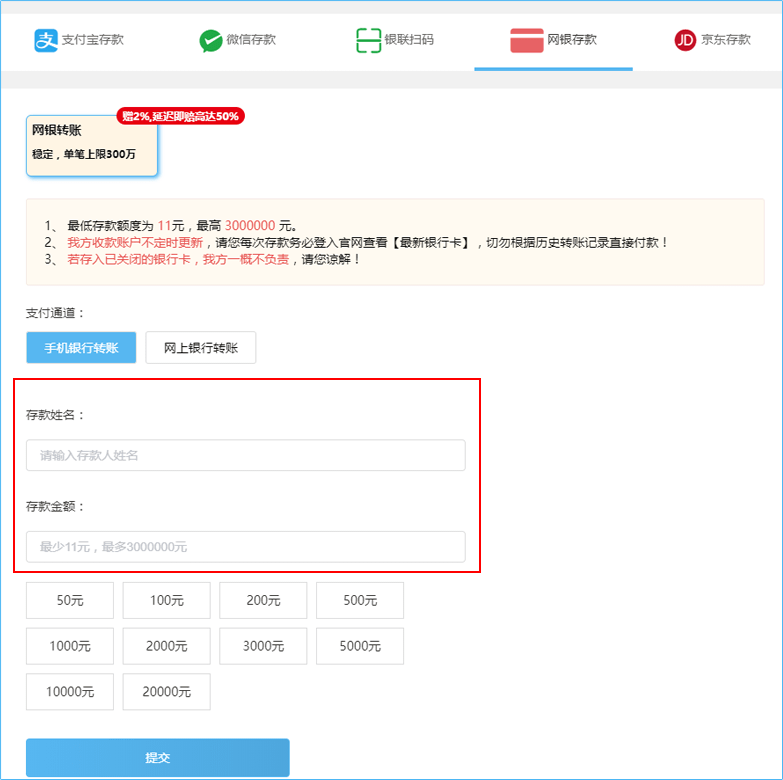 支付宝存款
微信存款
银联扫码
网银存款
JD 京东存款
赠2%,延迟即赔高达50%
网银转账
稳定，单笔上限300万
1、 最低存款额度为 11元，最高 3000000 元。
2、 我方收款账户不定时更新，请您每次存款务必登入官网查看【最新银行卡】，切勿根据历史转账记录直接付款！
3、 若存入已关闭的银行卡，我方一概不负责，请您谅解！
支付通道：
手机银行转账 网上银行转账
存款姓名：
请输入存款人姓名
存款金额：
最少11元，最多3000000元
50元 100元 200元 500元
1000元 2000元 3000元 5000元
10000元 20000元
提交